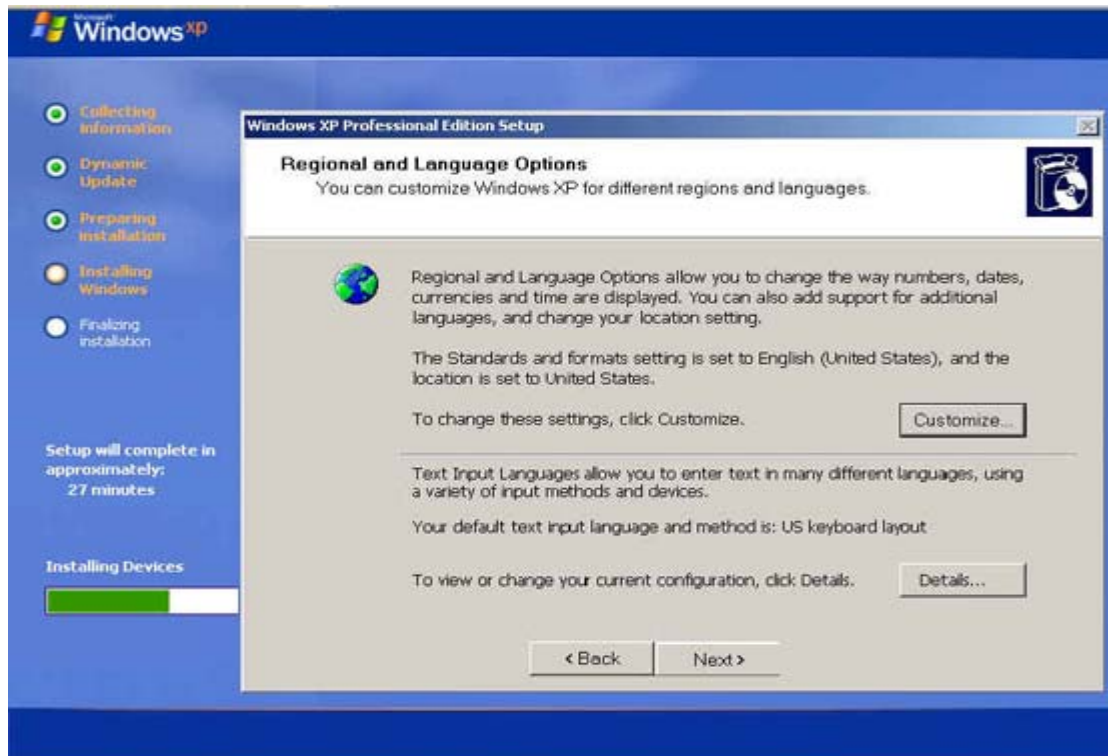 Microsoft
Windows xp
Collecting
information
Dynamic
Update
Preparing
installation
Installing
Windows
Finalizing
installation
Setup will complete in
approximately:
27 minutes
Installing Devices
Windows XP Professional Edition Setup
Regional and Language Options
You can customize Windows XP for different regions and languages.
Regional and Language Options allow you to change the way numbers, dates,
currencies and time are displayed. You can also add support for additional
languages, and change your location setting.
The Standards and formats setting is set to English (United States), and the
location is set to United States.
To change these settings, click Customize.
Customize...
Text Input Languages allow you to enter text in many different languages, using
a variety of input methods and devices.
Your default text input language and method is: US keyboard layout
To view or change your current configuration, click Details.
Details...
< Back
Next >